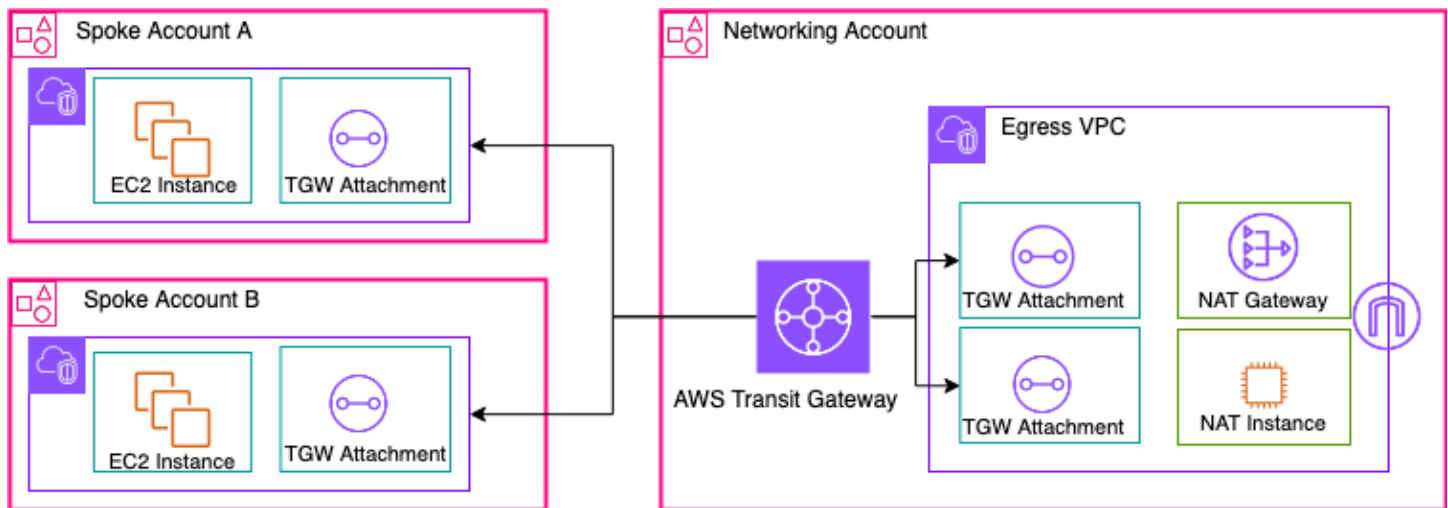 Spoke Account A
EC2 Instance
TGW Attachment
Spoke Account B
EC2 Instance
TGW Attachment
Networking Account
Egress VPC
AWS Transit Gateway
TGW Attachment
NAT Gateway
TGW Attachment
NAT Instance